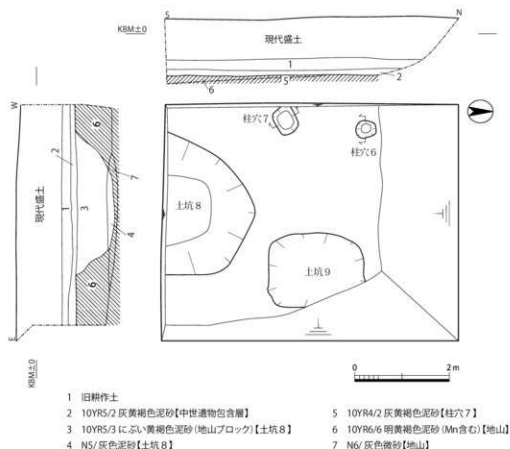 S
N
KBM±0
現代盛土
1
2
5
6
W
6
2
7
柱穴7
柱穴6
現代盛土
1
3
土坑8
4
土坑9
6
E
KBM±0
0 2m
1 旧耕作土
2 10YR5/2 灰黄褐色泥砂【中世遺物包含層】
3 10YR5/3 にぶい黄褐色泥砂(地山ブロック)【土坑8】
4 N5/ 灰色泥砂【土坑8】
5 10YR4/2 灰黄褐色泥砂【柱穴7】
6 10YR6/6 明黄褐色泥砂(Mn含む)【地山】
7 N6/ 灰色微砂【地山】